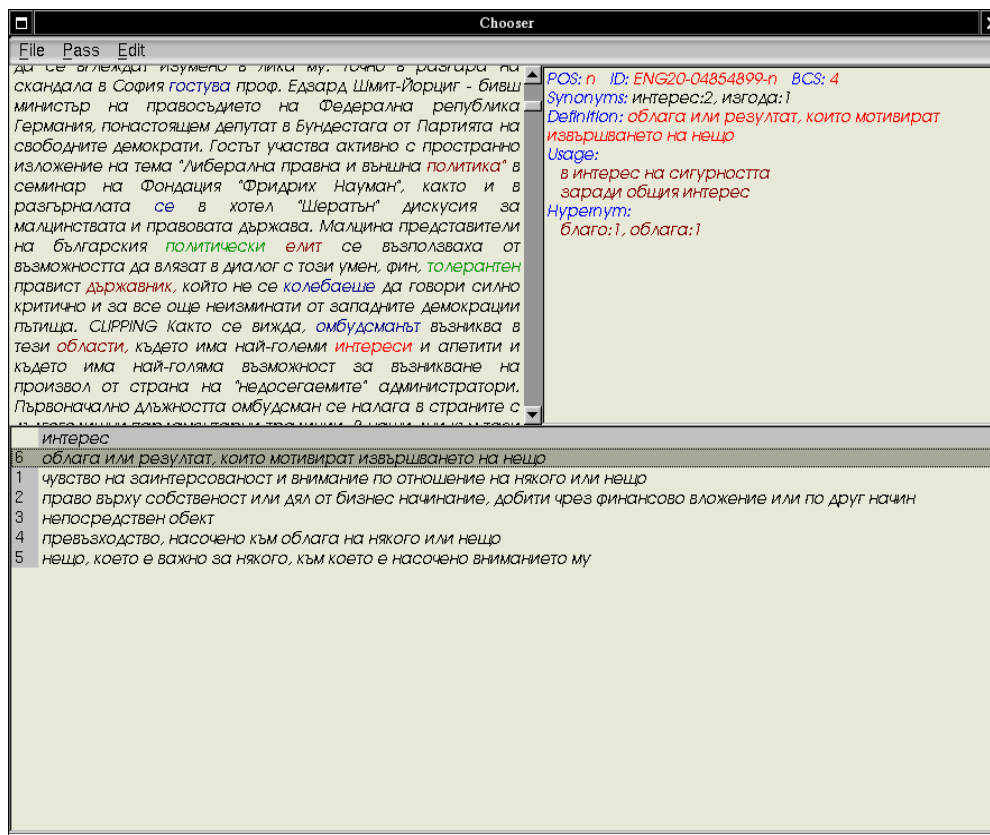 Chooser
File Pass Edit
да се вглеждат изумено в лика му. Точно в разгара на
скандала в София гостува проф. Едзард Шмит-Йорциг - бивш
министър на правосъдието на Федерална република
Германия, понастоящем депутат в Бундестага от Партията на
свободните демократи. Гостът участва активно с пространно
изложение на тема "Либерална правна и външна политика" в
семинар на Фондация "Фридрих Науман", както и в
разгърналата се в хотел "Шератън" дискусия за
малцинствата и правовата държава. Малцина представители
на българския политически елит се възползваха от
възможността да влязат в диалог с този умен, фин, толерантен
правист държавник, който не се колебаеше да говори силно
критично и за все още неизминати от западните демокрации
пътища. CLIPPING Както се вижда, омбудсманът възниква в
тези области, където има най-големи интереси и апетити и
където има най-голяма възможност за възникване на
произвол от страна на "недосегаемите" администратори.
Първоначално длъжността омбудсман се налага в страните с
POS: n ID: ENG20-04854899-n BCS: 4
Synonyms: интерес:2, изгода:1
Definition: облага или резултат, които мотивират
извършването на нещо
Usage:
в интерес на сигурността
заради общия интерес
Hypernym:
благо:1, облага:1
интерес
6 облага или резултат, които мотивират извършването на нещо
1 чувство на заинтерсованост и внимание по отношение на някого или нещо
2 право върху собственост или дял от бизнес начинание, добити чрез финансово вложение или по друг начин
3 непосредствен обект
4 превъзходство, насочено към облага на някого или нещо
5 нещо, което е важно за някого, към което е насочено вниманието му